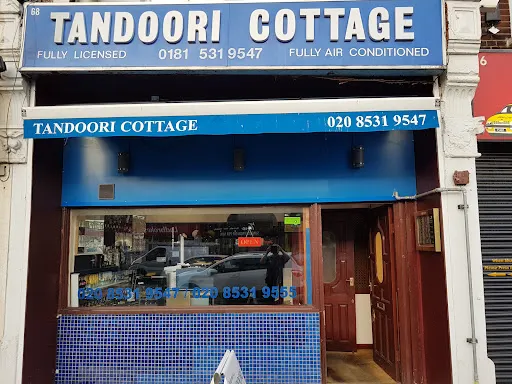 68
TANDOORI COTTAGE
FULLY LICENSED 0181 531 9547 FULLY AIR CONDITIONED
TANDOORI COTTAGE 020 8531 9547
OPEN
020 8531 9547 / 020 8531 9555
6